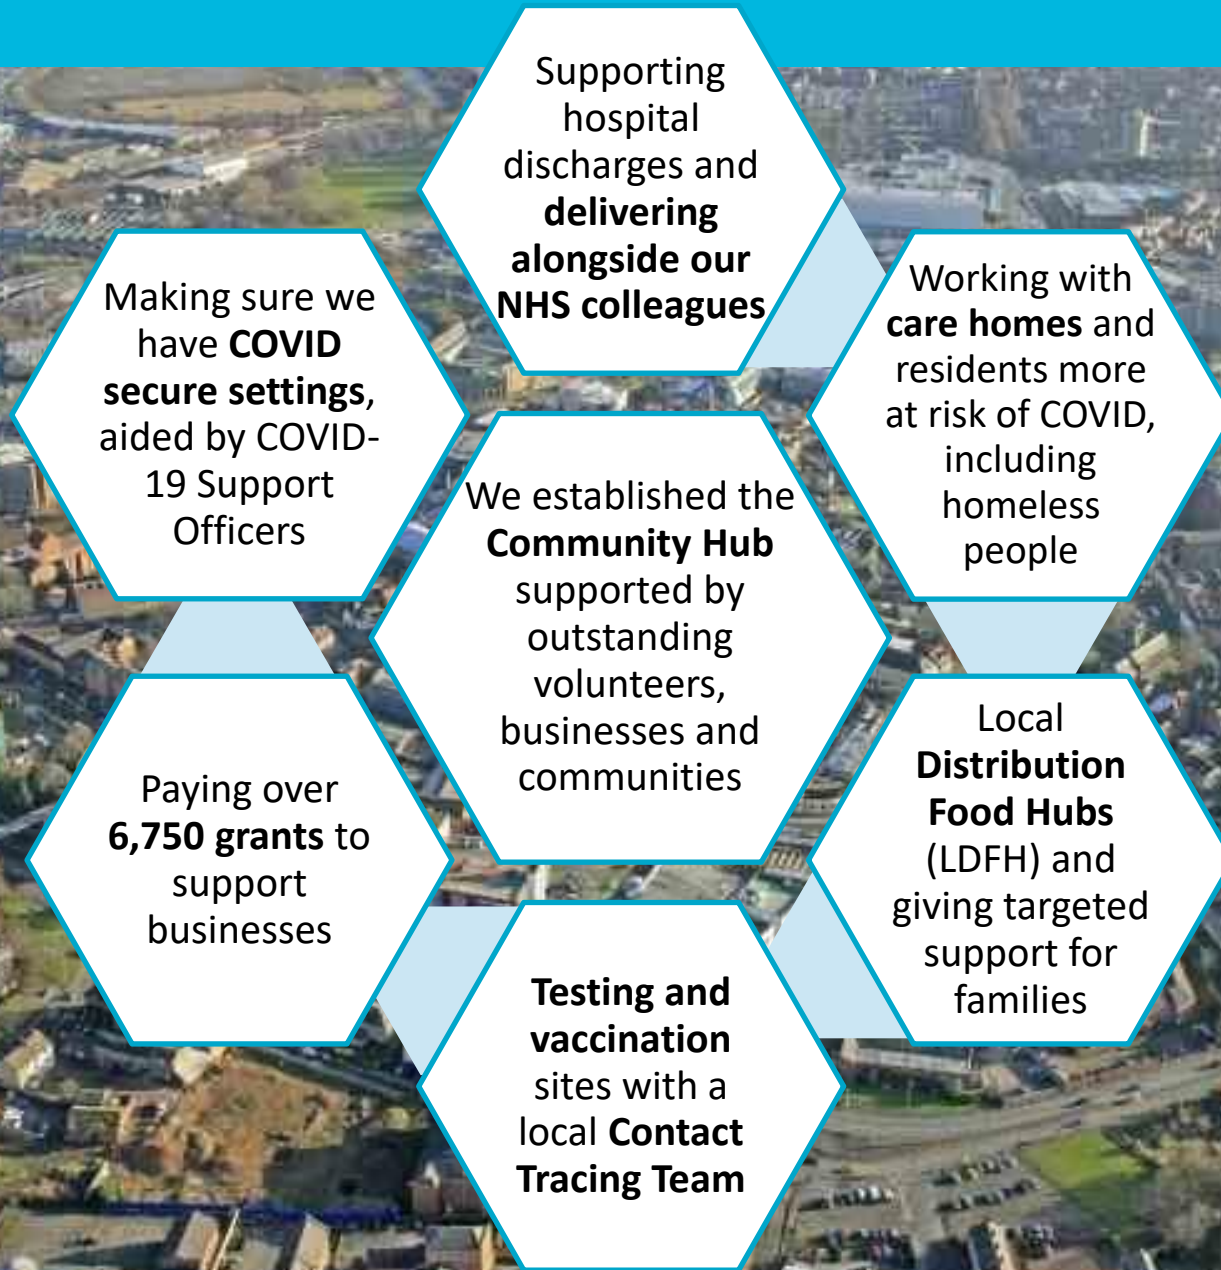 Supporting
hospital
discharges and
delivering
alongside our
NHS colleagues
Making sure we
have COVID
secure settings,
aided by COVID-
19 Support
Officers
Working with
care homes and
residents more
at risk of COVID,
including
homeless
people
We established the
Community Hub
supported by
outstanding
volunteers,
businesses and
communities
Paying over
6,750 grants to
support
businesses
Local
Distribution
Food Hubs
(LDFH) and
giving targeted
support for
families
Testing and
vaccination
sites with a
local Contact
Tracing Team